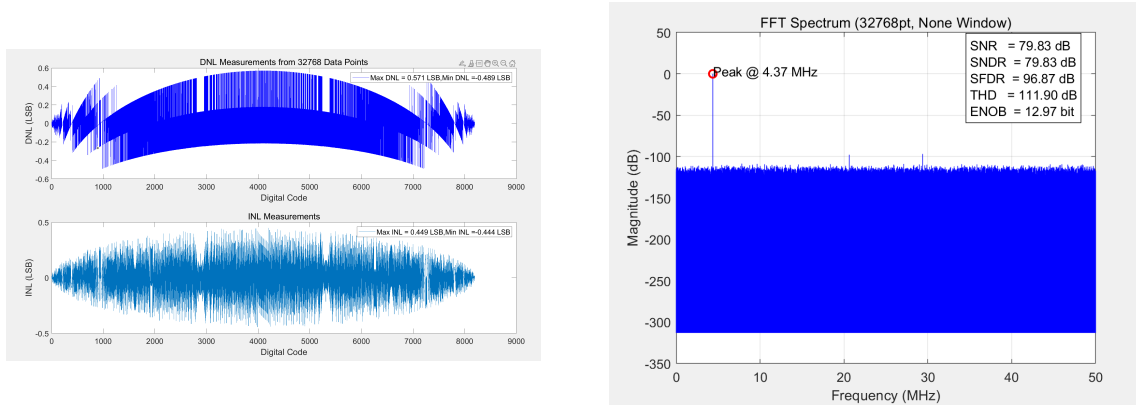 DNL Measurements from 32768 Data Points
Max DNL = 0.571 LSB,Min DNL =-0.489 LSB
DNL (LSB)
0.6
0.4
0.2
0
-0.2
-0.4
-0.6
0 1000 2000 3000 4000 5000 6000 7000 8000 9000
Digital Code
INL Measurements
Max INL = 0.449 LSB,Min INL =-0.444 LSB
INL (LSB)
0.5
0
-0.5
0 1000 2000 3000 4000 5000 6000 7000 8000 9000
Digital Code
FFT Spectrum (32768pt, None Window)
SNR = 79.83 dB
SNDR = 79.83 dB
SFDR = 96.87 dB
THD = 111.90 dB
ENOB = 12.97 bit
Peak @ 4.37 MHz
Magnitude (dB)
50
0
-50
-100
-150
-200
-250
-300
-350
0 10 20 30 40 50
Frequency (MHz)